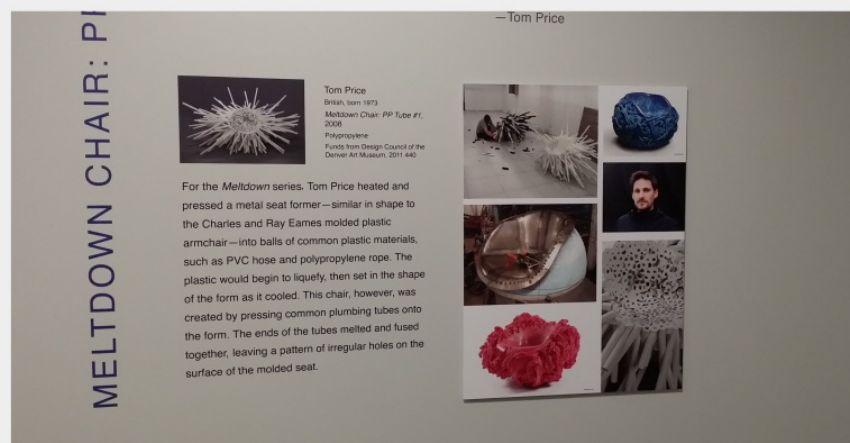 —Tom Price
MELTDOWN CHAIR: P
Tom Price
British, born 1973
Meltdown Chair: PP Tube #1,
2008
Polypropylene
Funds from Design Council of the
Denver Art Museum, 2011.440
For the Meltdown series, Tom Price heated and
pressed a metal seat former—similar in shape to
the Charles and Ray Eames molded plastic
armchair—into balls of common plastic materials,
such as PVC hose and polypropylene rope. The
plastic would begin to liquefy, then set in the shape
of the form as it cooled. This chair, however, was
created by pressing common plumbing tubes onto
the form. The ends of the tubes melted and fused
together, leaving a pattern of irregular holes on the
surface of the molded seat.